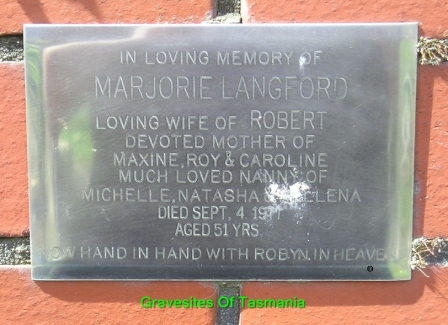 IN LOVING MEMORY OF
MARJORIE LANGFORD
LOVING WIFE OF ROBERT
DEVOTED MOTHER OF
MAXINE, ROY & CAROLINE
MUCH LOVED NANNY OF
MICHELLE, NATASHA
DIED SEPT. 4.
AGED 51 YRS.
NOW HAND IN HAND WITH ROBYN. IN HEAVEN
Gravesites Of Tasmania